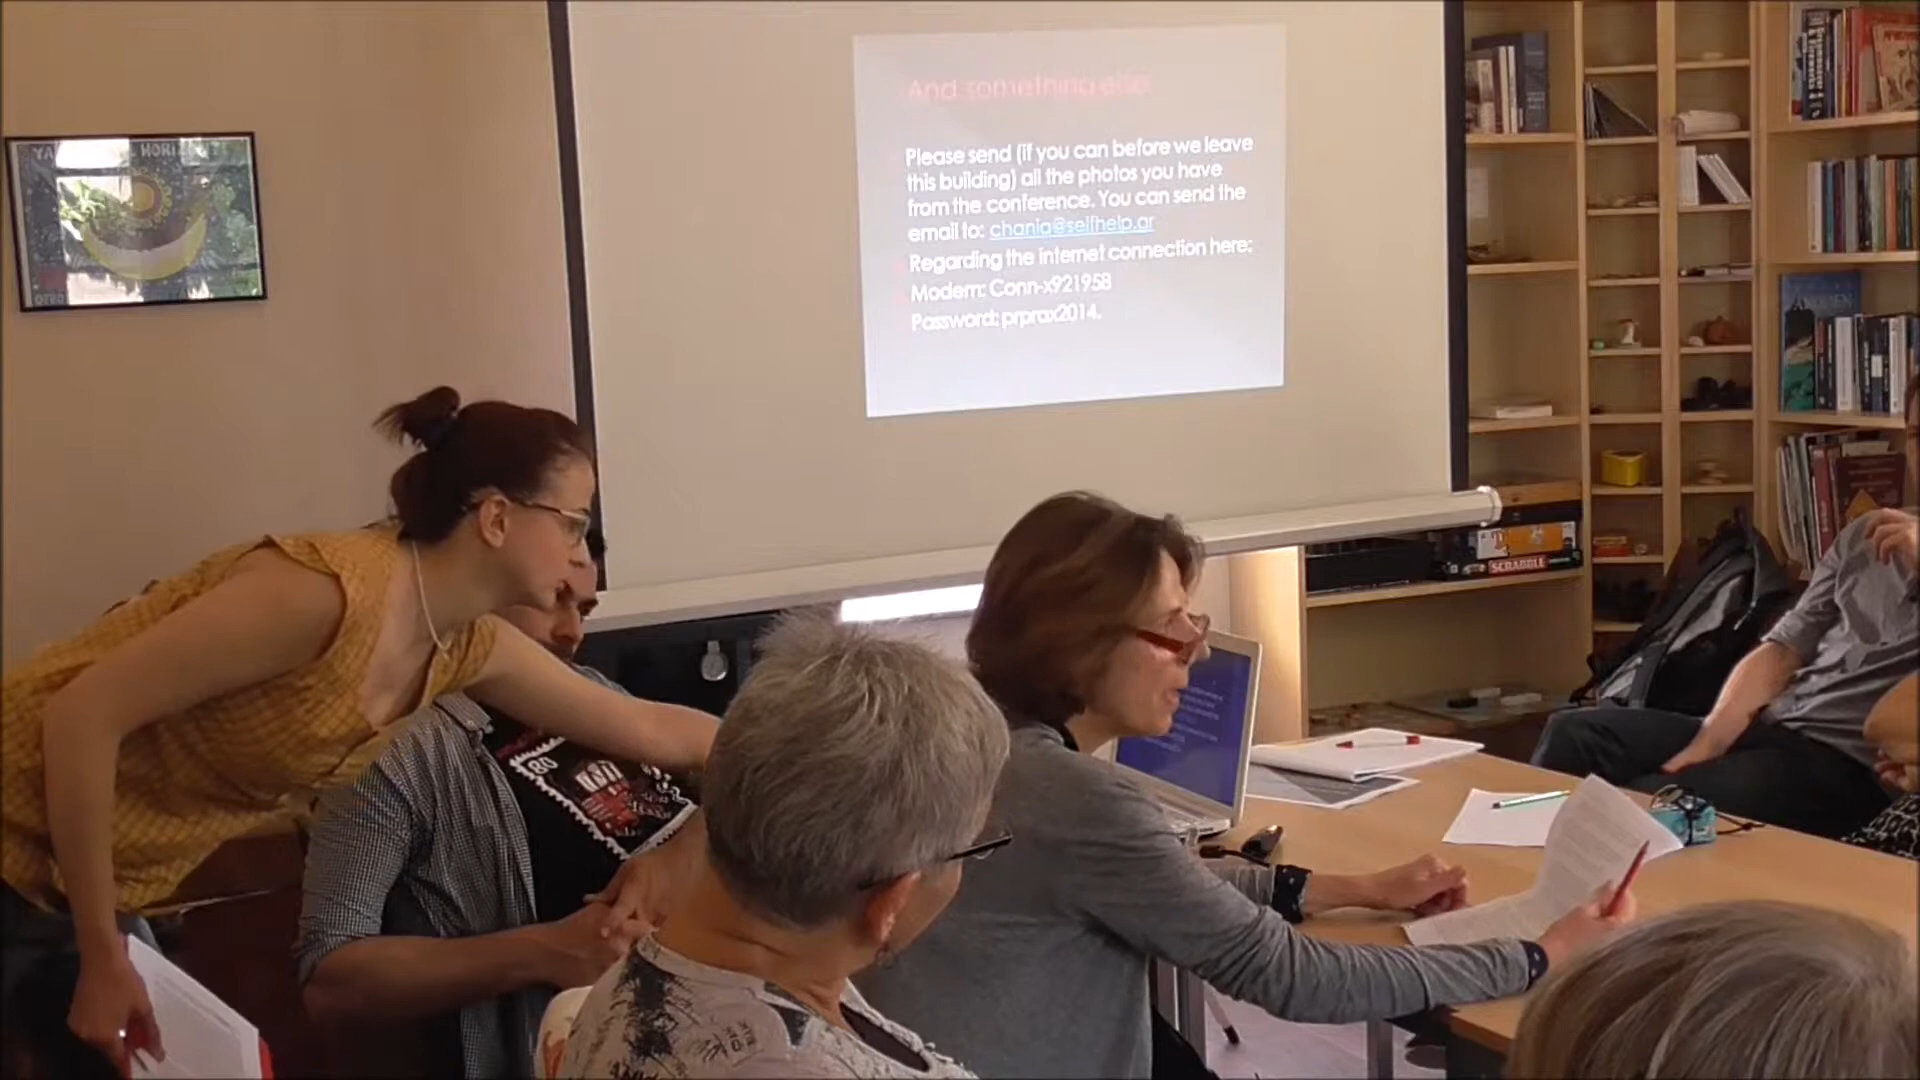 And something else:
Please send (if you can before we leave
this building) all the photos you have
from the conference. You can send the
email to: chania@selfhelp.gr
Regarding the internet connection here:
Modem: Conn-x921958
Password: prprax2014.
80
SCRABBLE